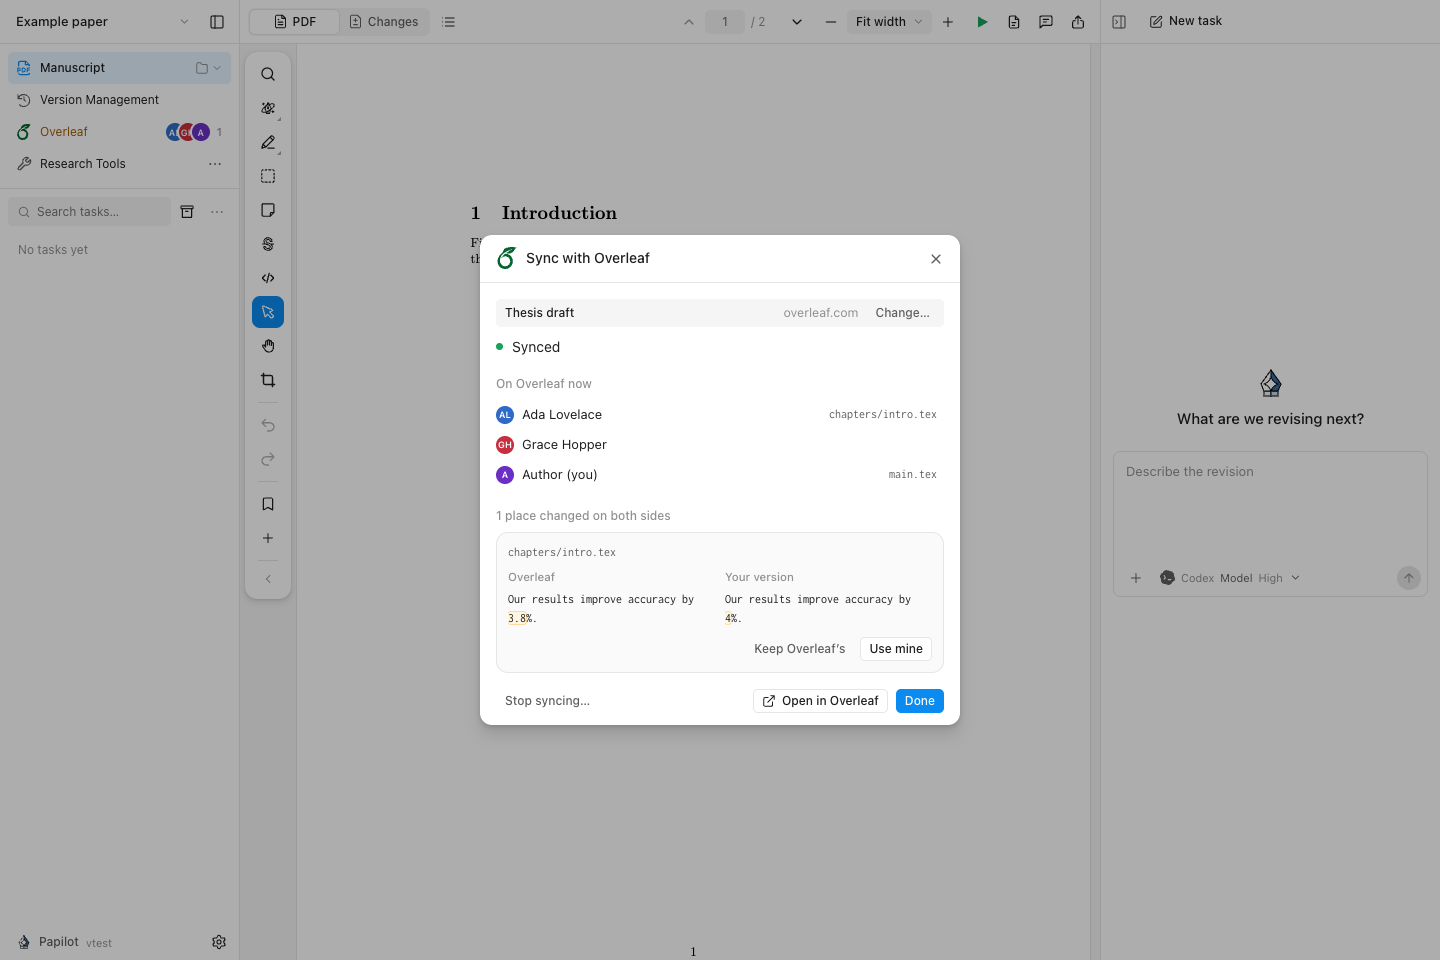 Example paper
PDF
Changes
1 / 2
Fit width
New task
Manuscript
Version Management
Overleaf
GH
A
1
Research Tools
Search tasks...
No tasks yet
1 Introduction
Sync with Overleaf
Thesis draft
overleaf.com
Change...
Synced
On Overleaf now
AL
Ada Lovelace
chapters/intro.tex
GH
Grace Hopper
A
Author (you)
main.tex
1 place changed on both sides
chapters/intro.tex
Overleaf
Our results improve accuracy by
3.8%.
Your version
Our results improve accuracy by
4%.
Keep Overleaf's
Use mine
Stop syncing...
Open in Overleaf
Done
What are we revising next?
Describe the revision
Codex Model High
Papilot vtest
1